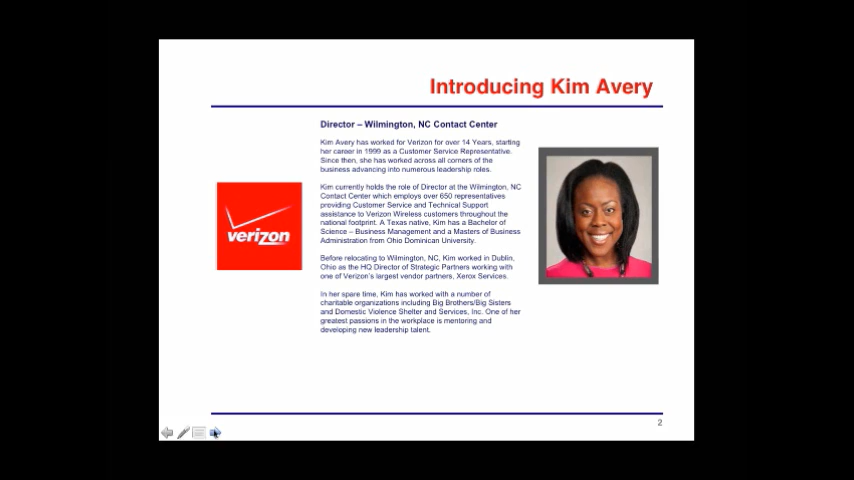 Introducing Kim Avery
Director – Wilmington, NC Contact Center
Kim Avery has worked for Verizon for over 14 Years, starting
her career in 1999 as a Customer Service Representative.
Since then, she has worked across all corners of the
business advancing into numerous leadership roles.
Kim currently holds the role of Director at the Wilmington, NC
Contact Center which employs over 650 representatives
providing Customer Service and Technical Support
assistance to Verizon Wireless customers throughout the
national footprint. A Texas native, Kim has a Bachelor of
Science – Business Management and a Masters of Business
Administration from Ohio Dominican University.
Before relocating to Wilmington, NC, Kim worked in Dublin,
Ohio as the HQ Director of Strategic Partners working with
one of Verizon's largest vendor partners, Xerox Services.
In her spare time, Kim has worked with a number of
charitable organizations including Big Brothers/Big Sisters
and Domestic Violence Shelter and Services, Inc. One of her
greatest passions in the workplace is mentoring and
developing new leadership talent.
verizon
2